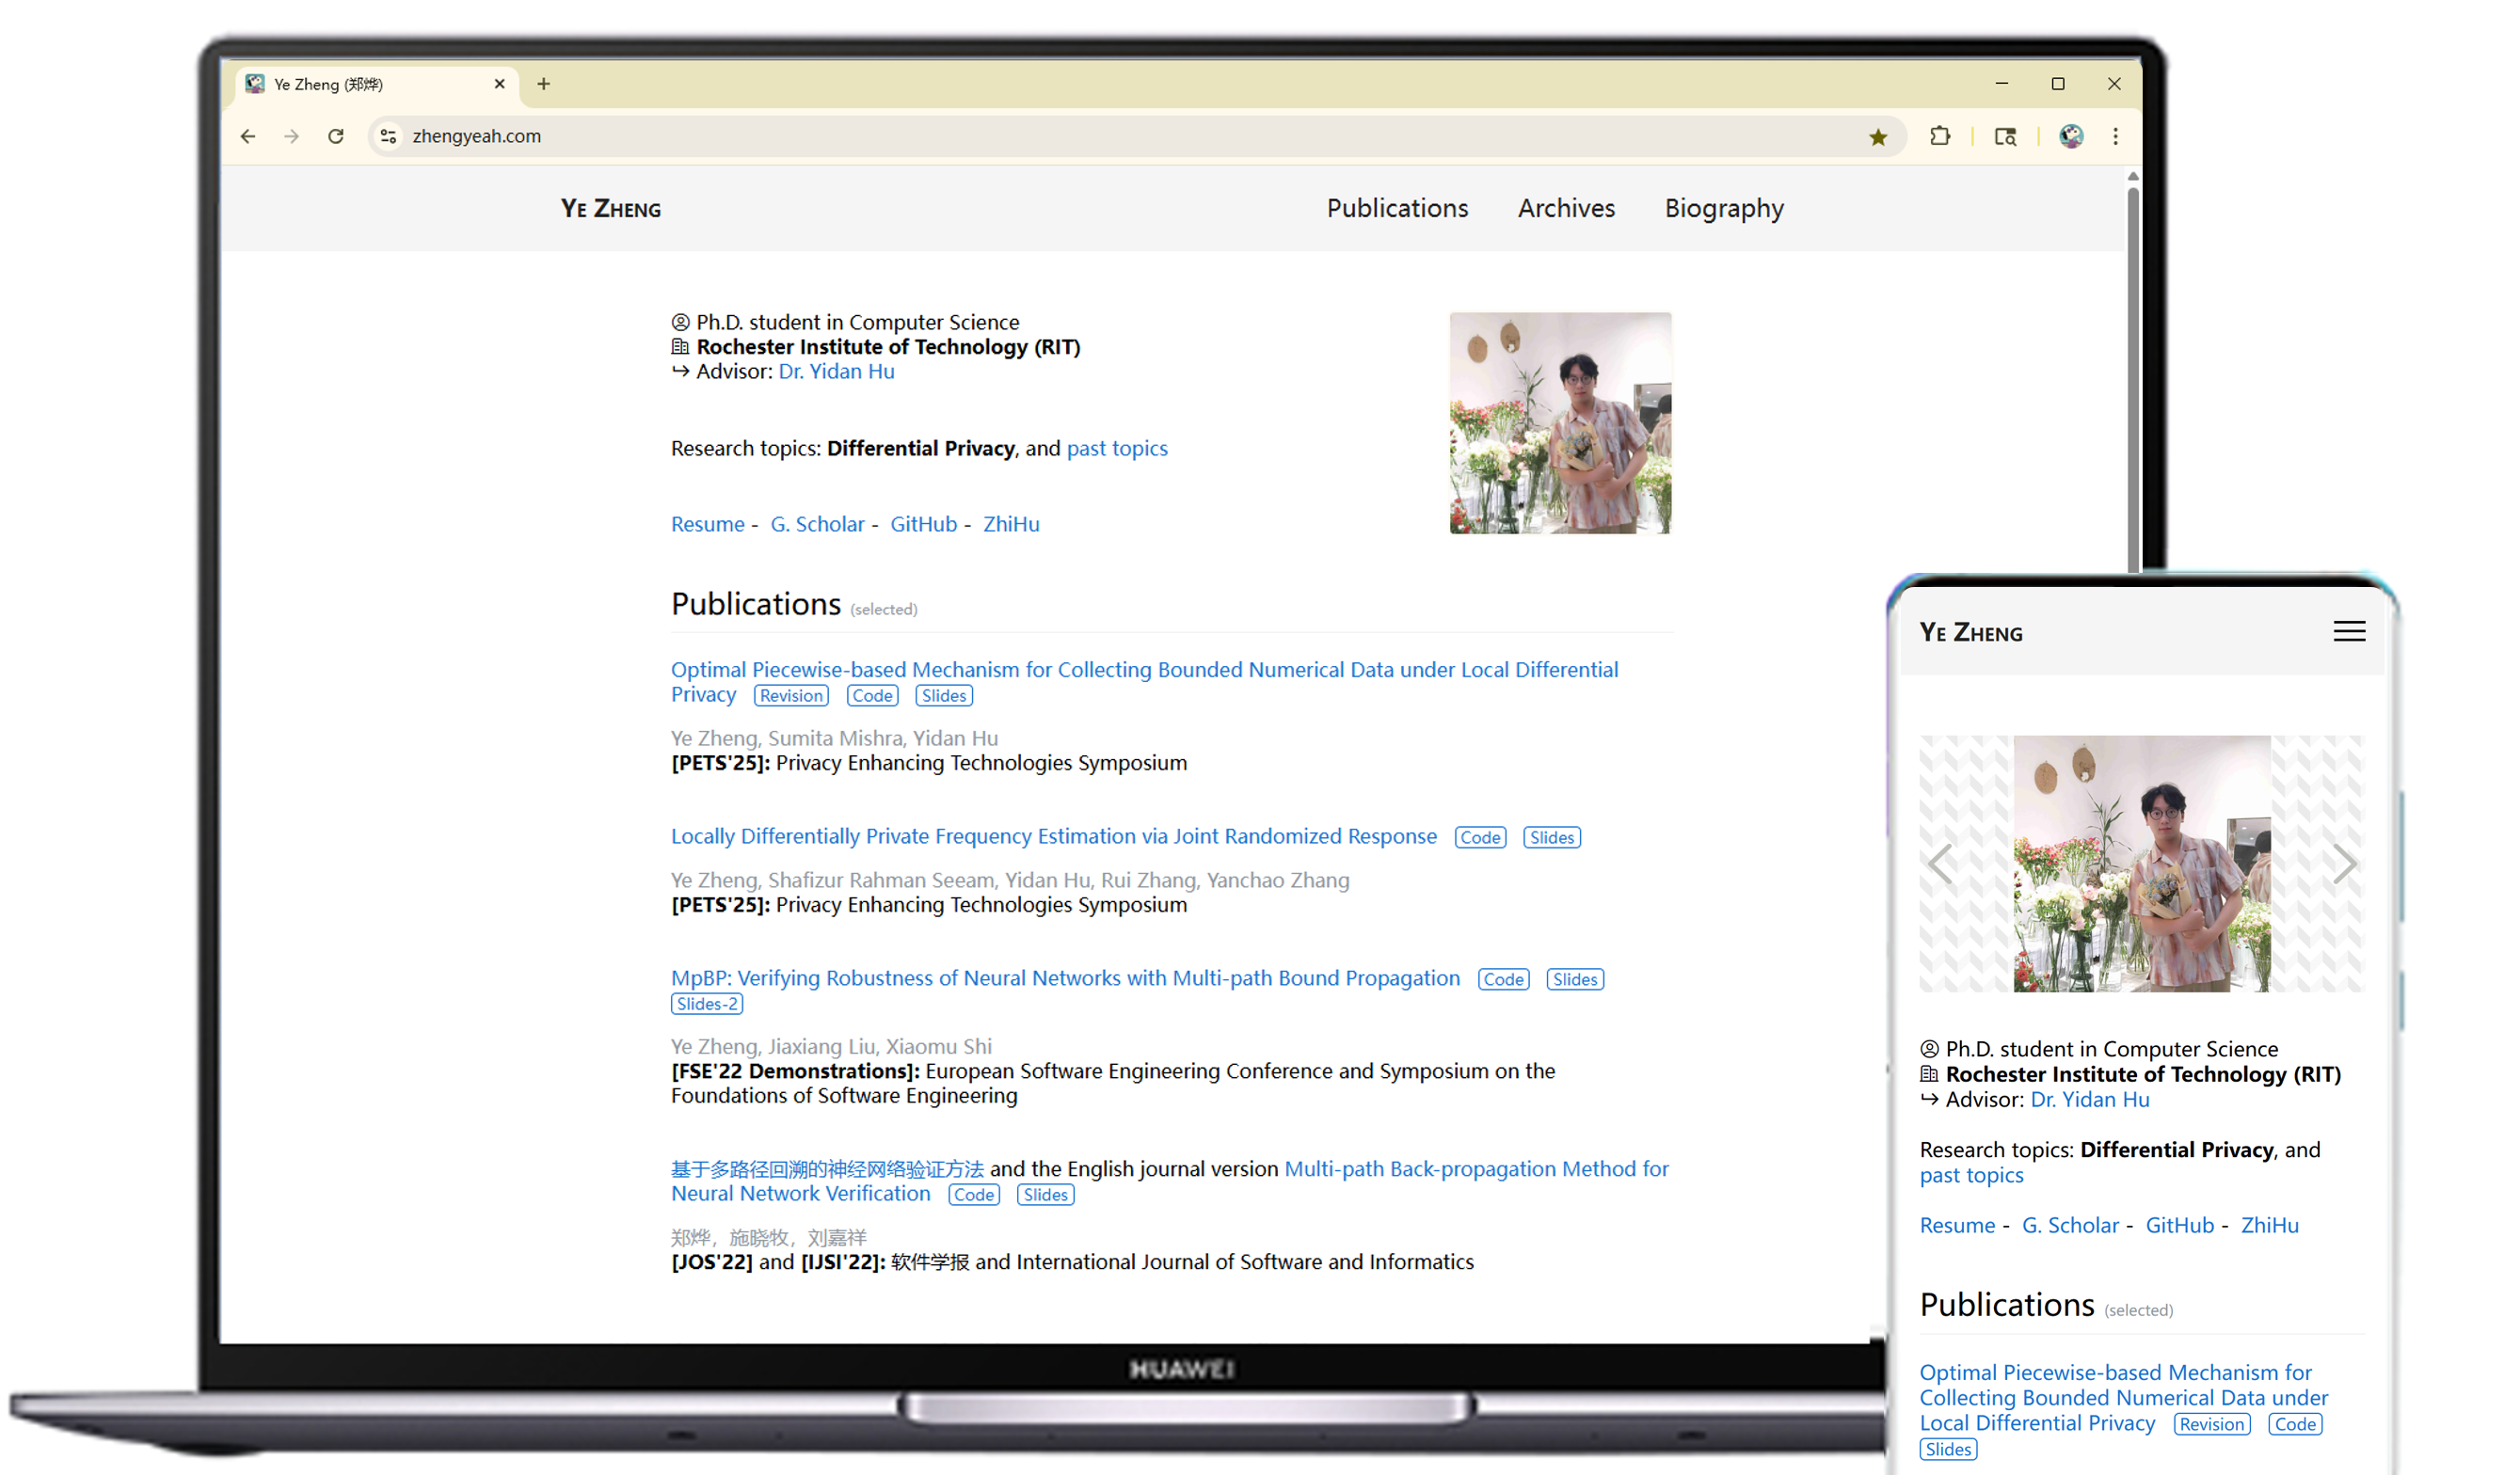 Ye Zheng (郑烨)
zhengyeah.com
Ye Zheng
Publications Archives Biography
Ph.D. student in Computer Science
Rochester Institute of Technology (RIT)
Advisor: Dr. Yidan Hu
Research topics: Differential Privacy, and past topics
Resume - G. Scholar - GitHub - ZhiHu
Publications (selected)
Optimal Piecewise-based Mechanism for Collecting Bounded Numerical Data under Local Differential
Privacy Revision Code Slides
Ye Zheng, Sumita Mishra, Yidan Hu
[PETS'25]: Privacy Enhancing Technologies Symposium
Locally Differentially Private Frequency Estimation via Joint Randomized Response Code Slides
Ye Zheng, Shafizur Rahman Seeam, Yidan Hu, Rui Zhang, Yanchao Zhang
[PETS'25]: Privacy Enhancing Technologies Symposium
MpBP: Verifying Robustness of Neural Networks with Multi-path Bound Propagation Code Slides
Slides-2
Ye Zheng, Jiaxiang Liu, Xiaomu Shi
[FSE'22 Demonstrations]: European Software Engineering Conference and Symposium on the
Foundations of Software Engineering
基于多路径回溯的神经网络验证方法 and the English journal version Multi-path Back-propagation Method for
Neural Network Verification Code Slides
郑烨，施晓牧，刘嘉祥
[JOS'22] and [IJSI'22]: 软件学报 and International Journal of Software and Informatics
HUAWEI
Ye Zheng
Ph.D. student in Computer Science
Rochester Institute of Technology (RIT)
Advisor: Dr. Yidan Hu
Research topics: Differential Privacy, and
past topics
Resume - G. Scholar - GitHub - ZhiHu
Publications (selected)
Optimal Piecewise-based Mechanism for
Collecting Bounded Numerical Data under
Local Differential Privacy Revision Code
Slides